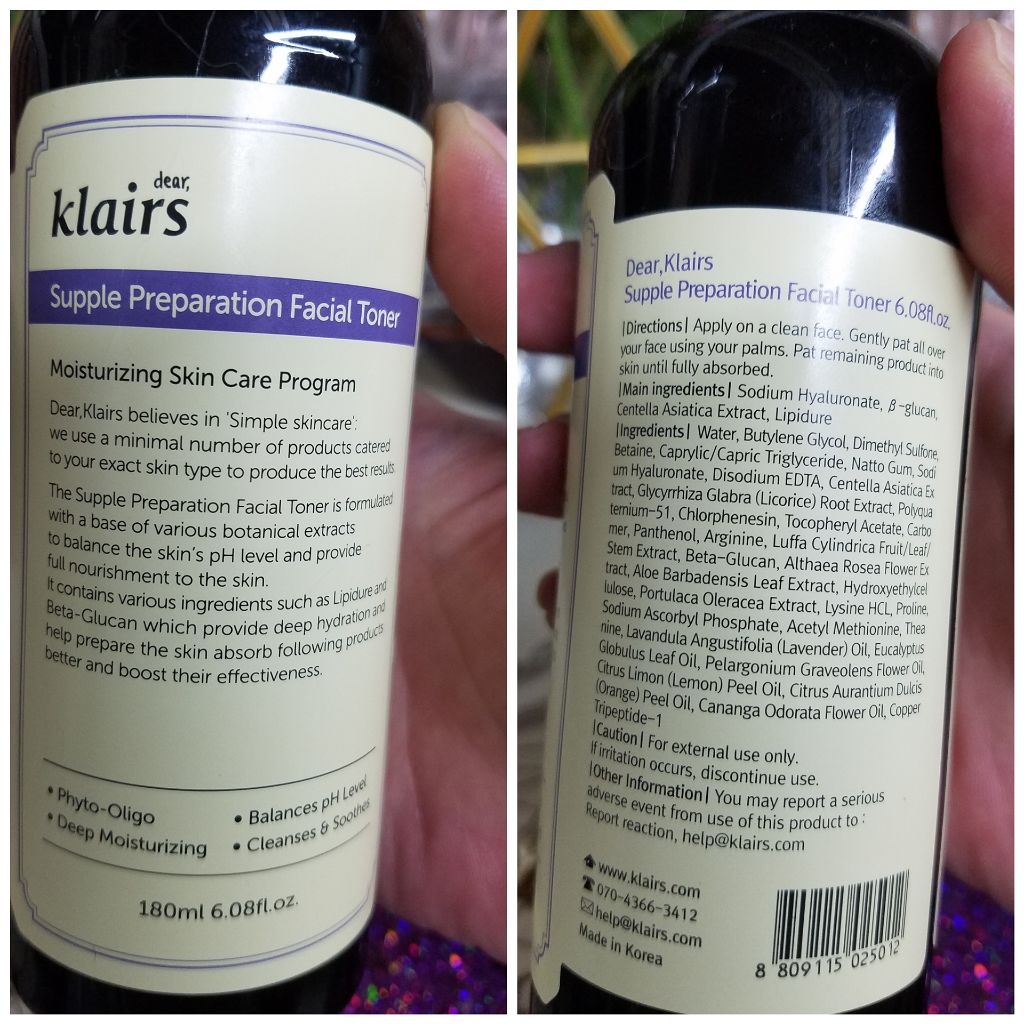 dear,
klairs
Supple Preparation Facial Toner
Moisturizing Skin Care Program
Dear,Klairs believes in 'Simple skincare':
we use a minimal number of products catered
to your exact skin type to produce the best results.
The Supple Preparation Facial Toner is formulated
with a base of various botanical extracts
to balance the skin's pH level and provide
full nourishment to the skin.
It contains various ingredients such as Lipidure and
Beta-Glucan which provide deep hydration and
help prepare the skin absorb following products
better and boost their effectiveness.
• Phyto-Oligo • Balances pH Level
• Deep Moisturizing • Cleanses & Soothes
180ml 6.08fl.oz.
Dear,Klairs
Supple Preparation Facial Toner 6.08fl.oz.
|Directions| Apply on a clean face. Gently pat all over
your face using your palms. Pat remaining product into
skin until fully absorbed.
|Main ingredients| Sodium Hyaluronate, β-glucan,
Centella Asiatica Extract, Lipidure
|Ingredients| Water, Butylene Glycol, Dimethyl Sulfone,
Betaine, Caprylic/Capric Triglyceride, Natto Gum, Sodi
um Hyaluronate, Disodium EDTA, Centella Asiatica Ex
tract, Glycyrrhiza Glabra (Licorice) Root Extract, Polyqua
ternium-51, Chlorphenesin, Tocopheryl Acetate, Carbo
mer, Panthenol, Arginine, Luffa Cylindrica Fruit/Leaf/
Stem Extract, Beta-Glucan, Althaea Rosea Flower Ex
tract, Aloe Barbadensis Leaf Extract, Hydroxyethylcel
lulose, Portulaca Oleracea Extract, Lysine HCL, Proline,
Sodium Ascorbyl Phosphate, Acetyl Methionine, Thea
nine, Lavandula Angustifolia (Lavender) Oil, Eucalyptus
Globulus Leaf Oil, Pelargonium Graveolens Flower Oil,
Citrus Limon (Lemon) Peel Oil, Citrus Aurantium Dulcis
(Orange) Peel Oil, Cananga Odorata Flower Oil, Copper
Tripeptide-1
|Caution| For external use only.
If irritation occurs, discontinue use.
|Other Information| You may report a serious
adverse event from use of this product to :
Report reaction, help@klairs.com
www.klairs.com
070-4366-3412
help@klairs.com
Made in Korea
8 809115 025012